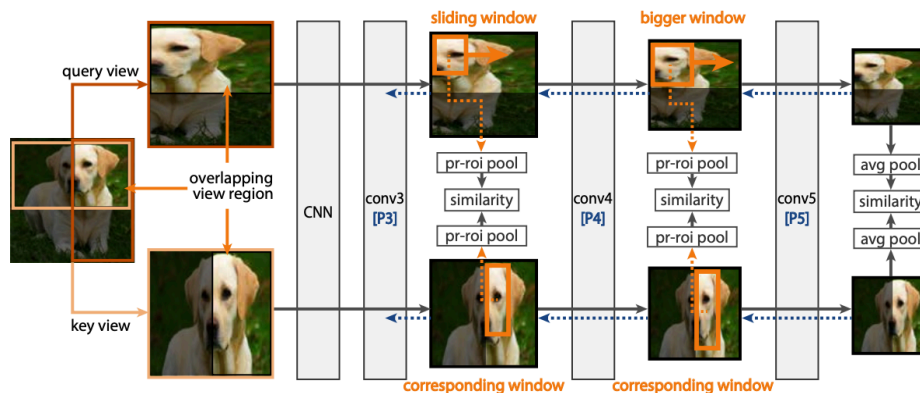 sliding window
bigger window
query view
overlapping
view region
key view
CNN
conv3
[P3]
pr-roi pool
similarity
pr-roi pool
conv4
[P4]
pr-roi pool
similarity
pr-roi pool
conv5
[P5]
avg pool
similarity
avg pool
corresponding window
corresponding window